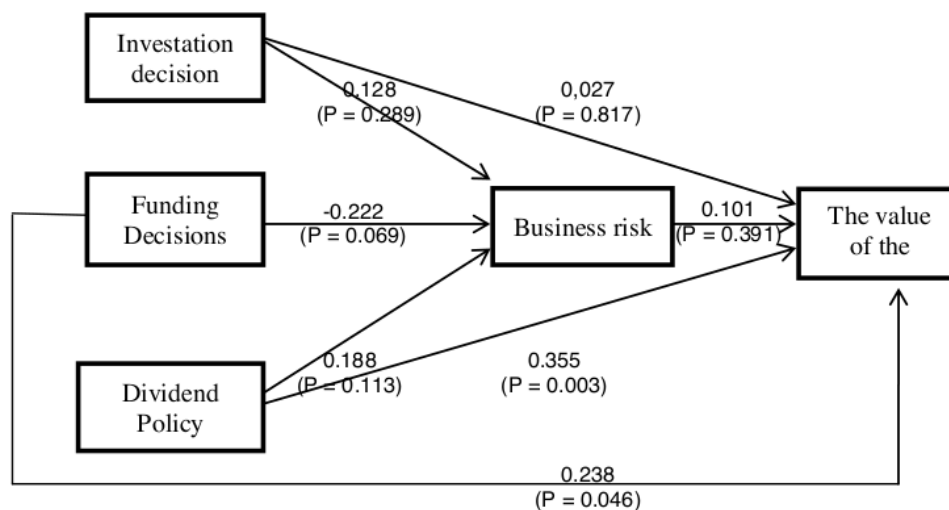 Investation
decision
0.128
(P = 0.289)
0,027
(P = 0.817)
Funding
Decisions
-0.222
(P = 0.069)
Business risk
0.101
(P = 0.391)
The value
of the
Dividend
Policy
0.188
(P = 0.113)
0.355
(P = 0.003)
0.238
(P = 0.046)